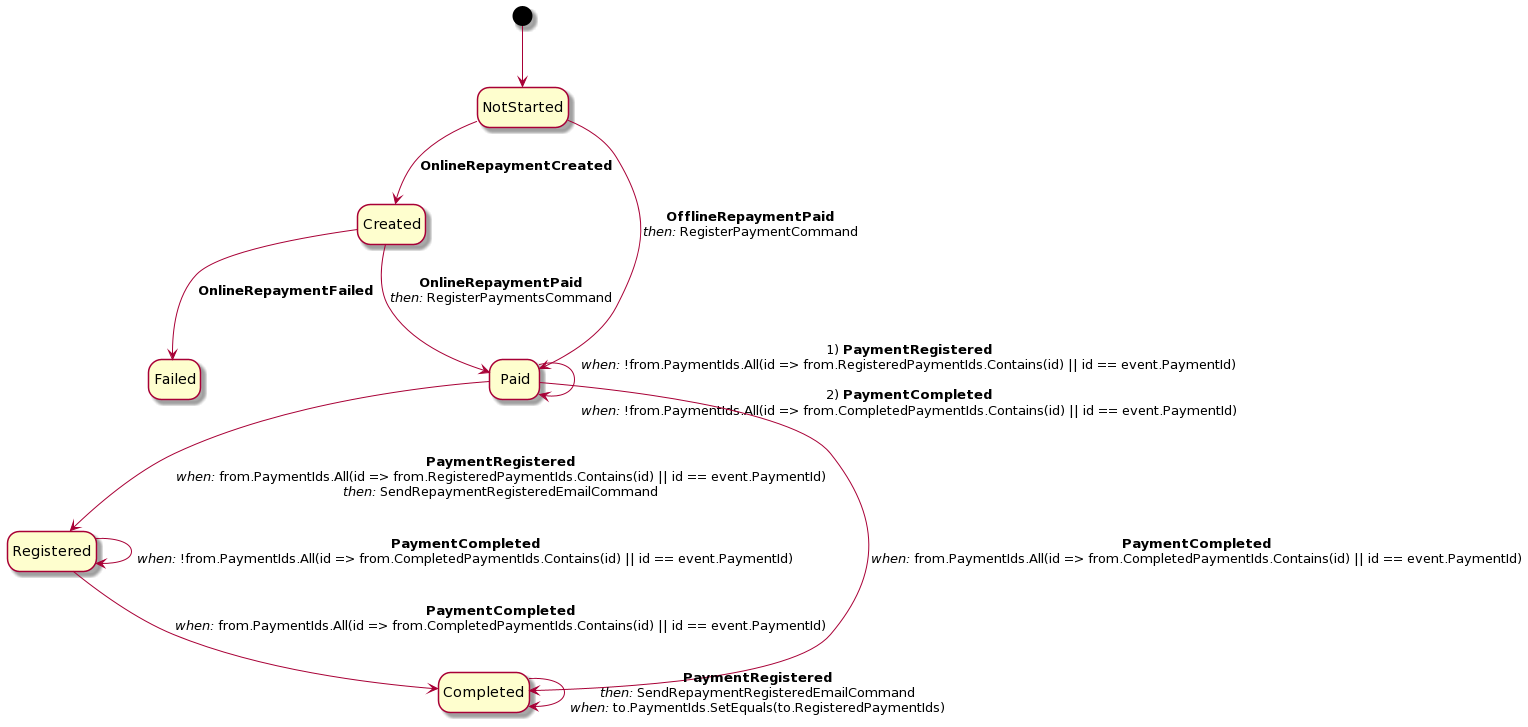 NotStarted
OnlineRepaymentCreated
Created
OfflineRepaymentPaid
then: RegisterPaymentCommand
OnlineRepaymentFailed
OnlineRepaymentPaid
then: RegisterPaymentsCommand
Failed
Paid
1) PaymentRegistered
when: !from.PaymentIds.All(id => from.RegisteredPaymentIds.Contains(id) || id == event.PaymentId)
2) PaymentCompleted
when: !from.PaymentIds.All(id => from.CompletedPaymentIds.Contains(id) || id == event.PaymentId)
PaymentRegistered
when: from.PaymentIds.All(id => from.RegisteredPaymentIds.Contains(id) || id == event.PaymentId)
then: SendRepaymentRegisteredEmailCommand
Registered
PaymentCompleted
when: !from.PaymentIds.All(id => from.CompletedPaymentIds.Contains(id) || id == event.PaymentId)
PaymentCompleted
when: from.PaymentIds.All(id => from.CompletedPaymentIds.Contains(id) || id == event.PaymentId)
PaymentCompleted
when: from.PaymentIds.All(id => from.CompletedPaymentIds.Contains(id) || id == event.PaymentId)
Completed
PaymentRegistered
then: SendRepaymentRegisteredEmailCommand
when: to.PaymentIds.SetEquals(to.RegisteredPaymentIds)